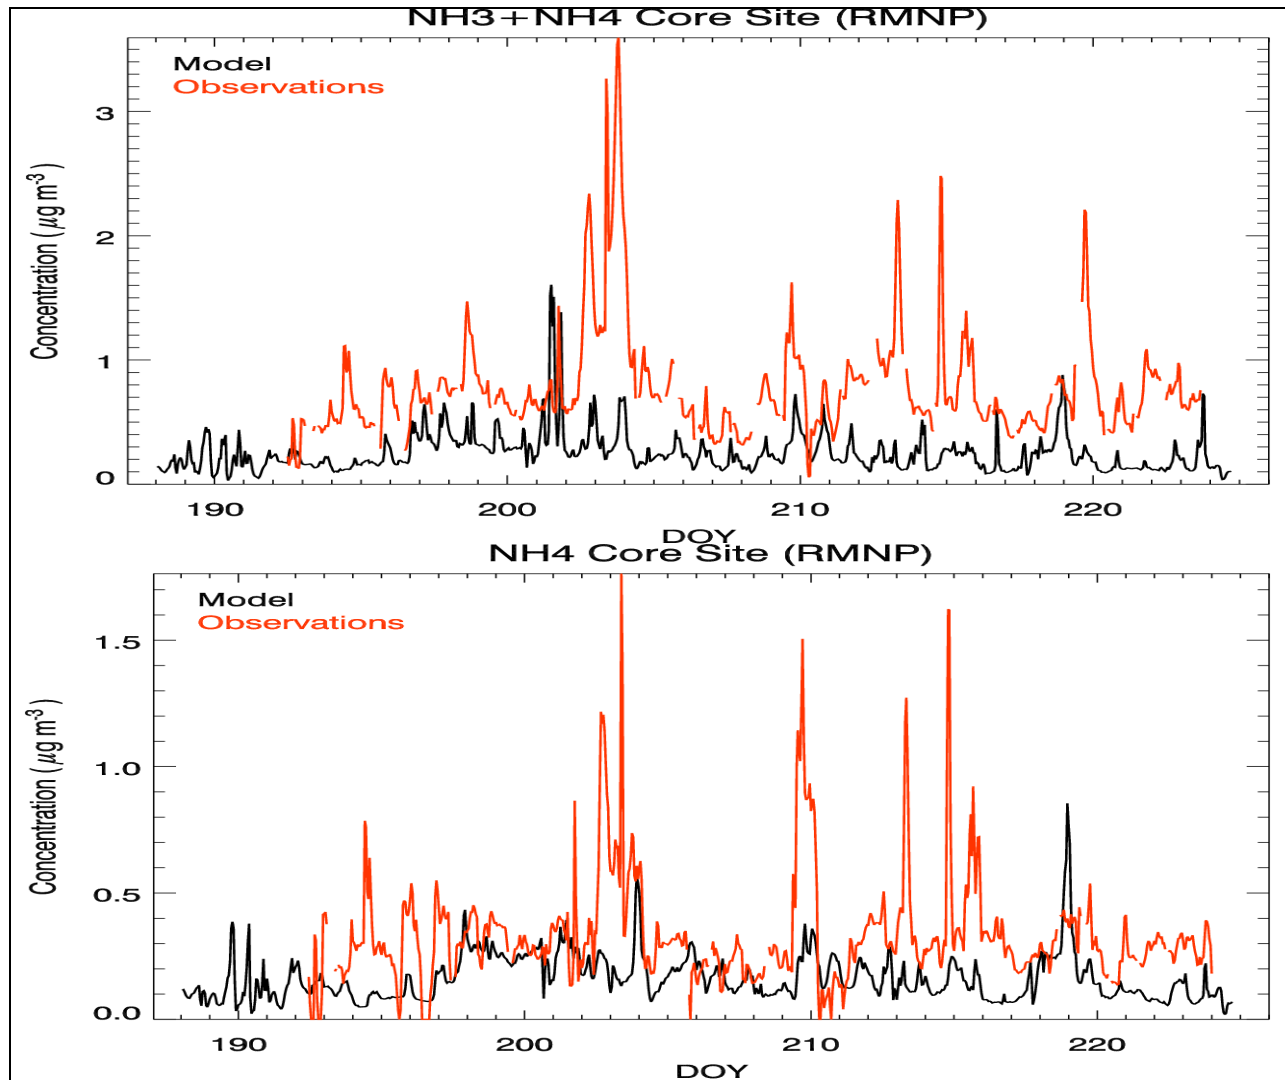 NH3+NH4 Core Site (RMNP)
Model
Observations
Concentration (μg m-3)
3
2
1
0
190 200 210 220
DOY
NH4 Core Site (RMNP)
Model
Observations
Concentration (μg m-3)
1.5
1.0
0.5
0.0
190 200 210 220
DOY